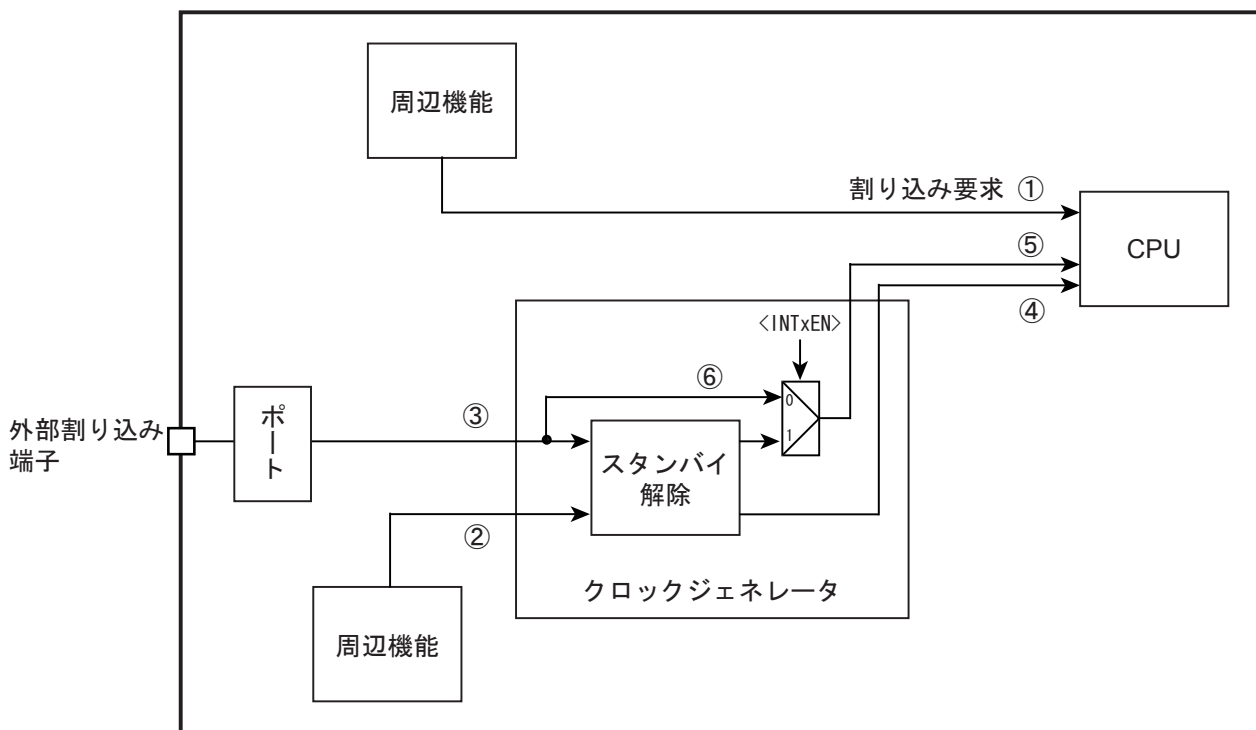 周辺機能
割り込み要求 ①
CPU
⑤
④
<INTxEN>
⑥
0
1
外部割り込み
端子
ポート
③
スタンバイ
解除
②
クロックジェネレータ
周辺機能